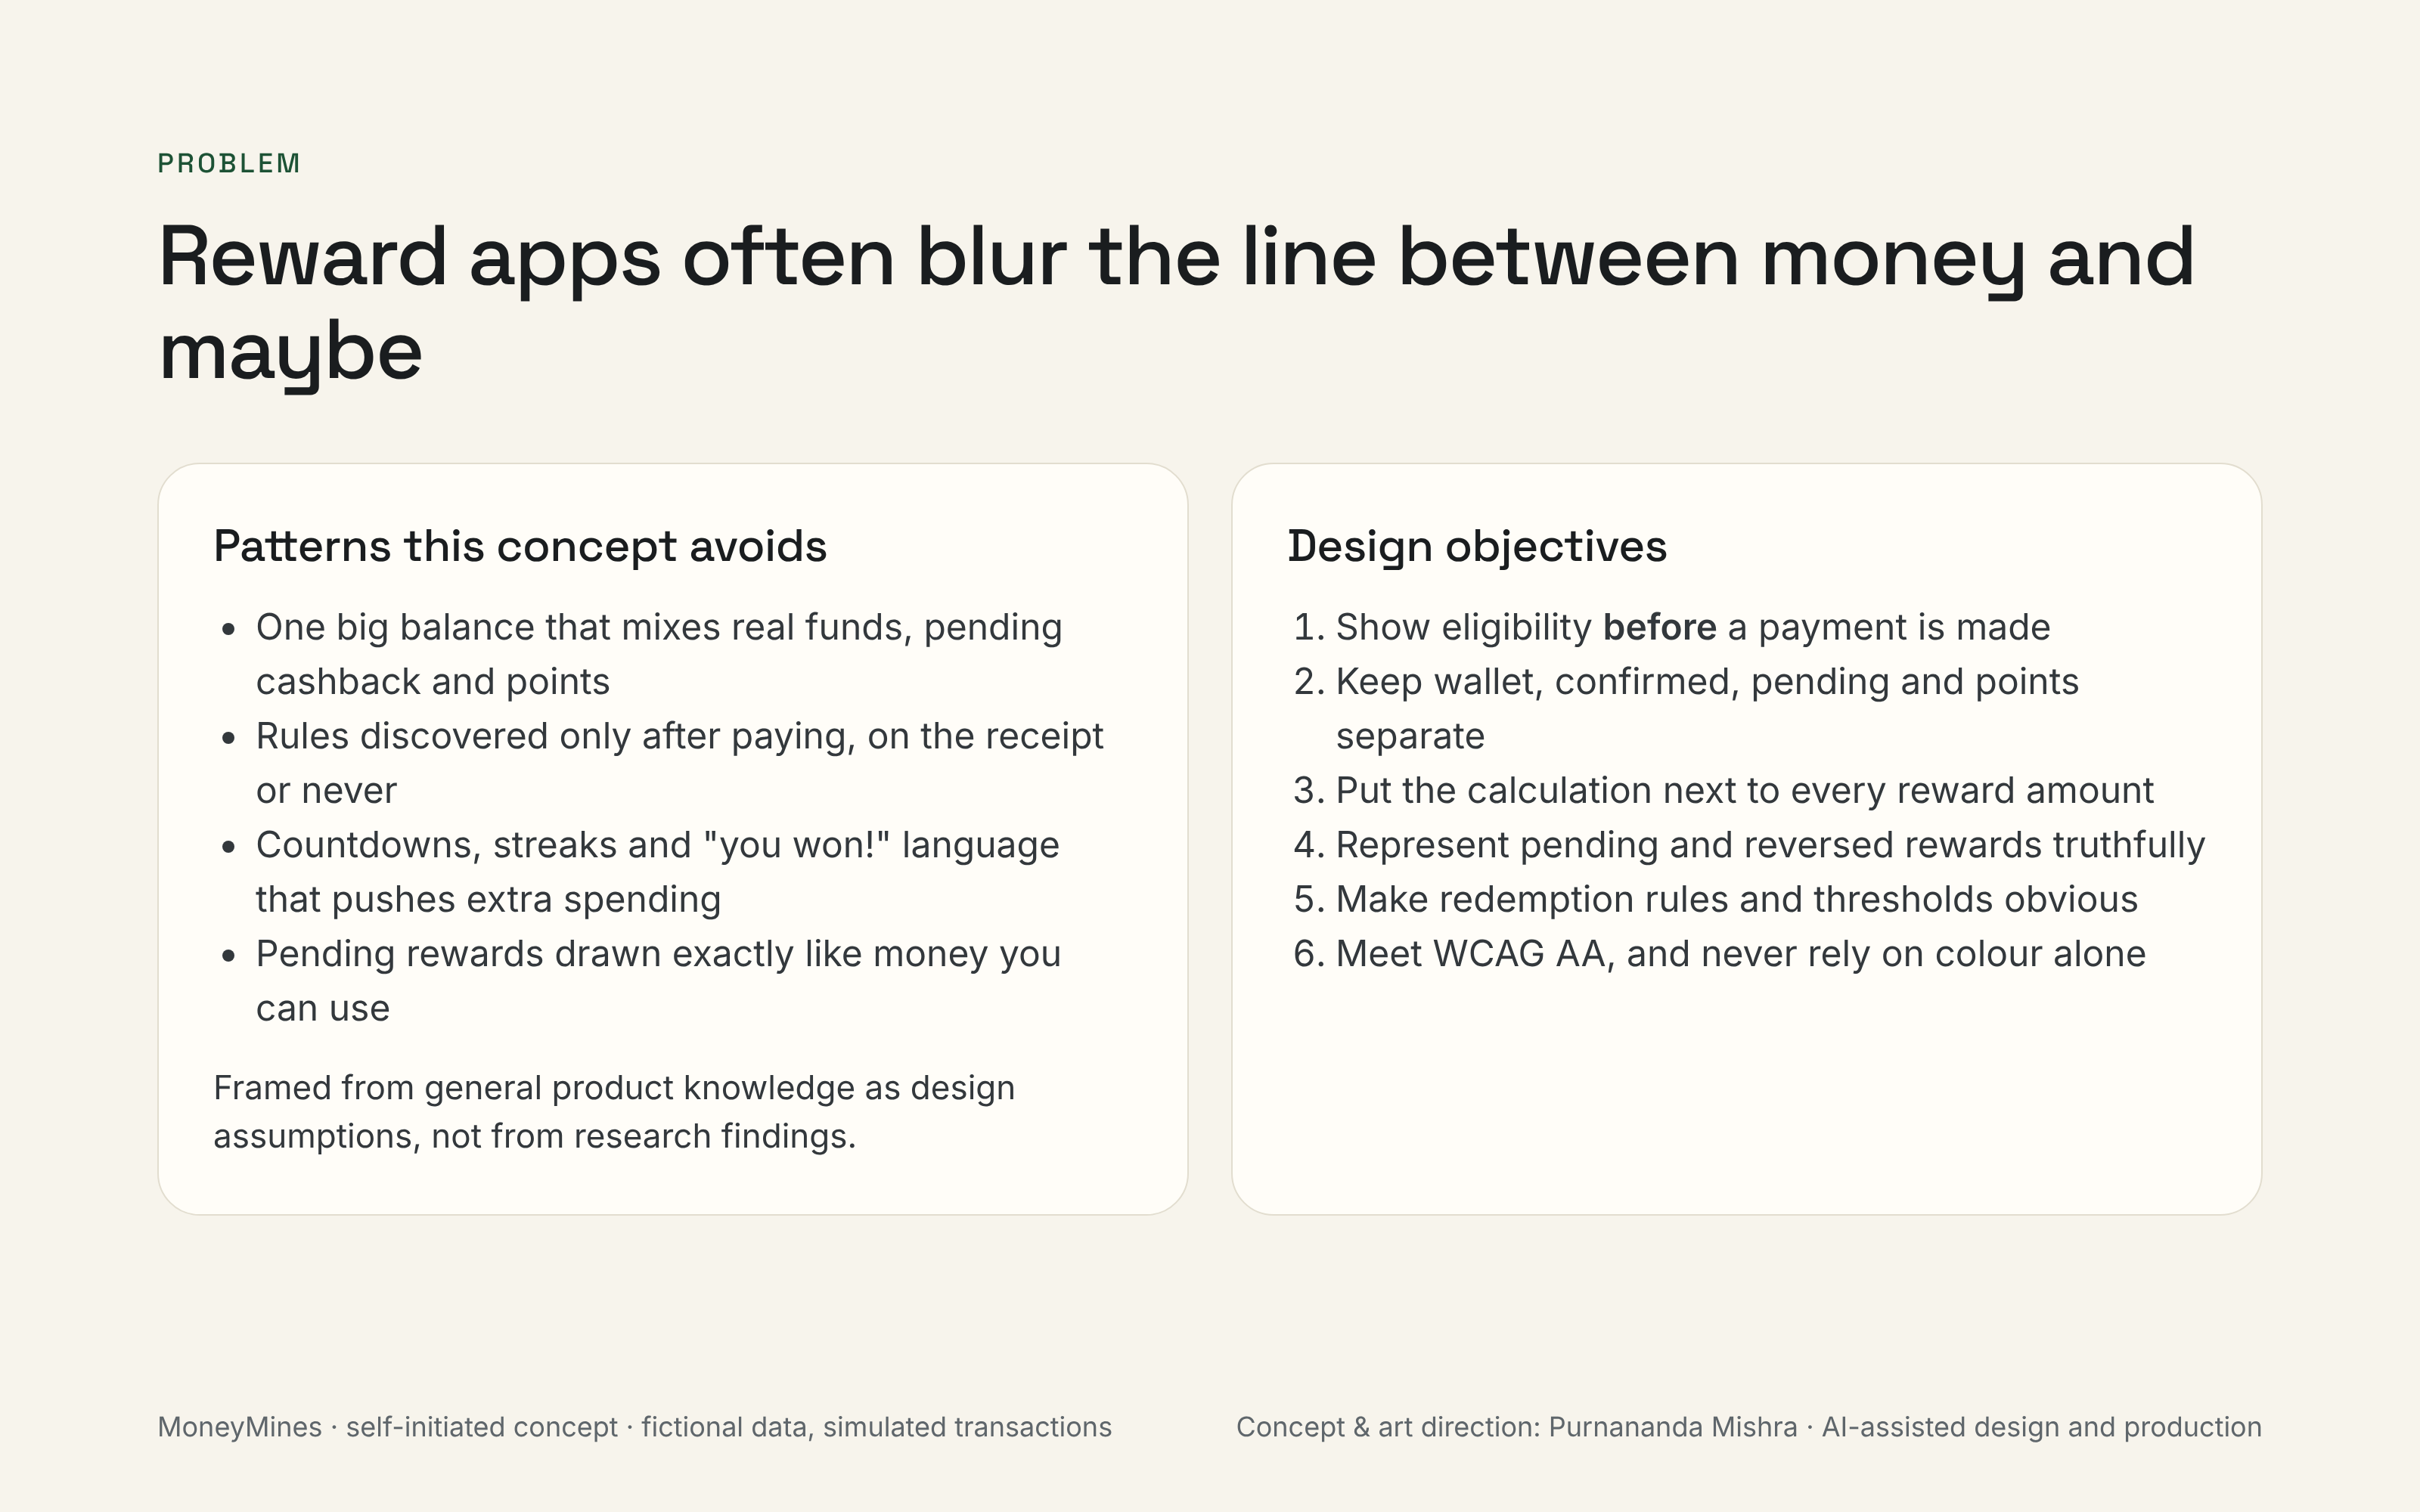 PROBLEM
Reward apps often blur the line between money and
maybe
Patterns this concept avoids
• One big balance that mixes real funds, pending
cashback and points
• Rules discovered only after paying, on the receipt
or never
• Countdowns, streaks and "you won!" language
that pushes extra spending
• Pending rewards drawn exactly like money you
can use
Framed from general product knowledge as design
assumptions, not from research findings.
Design objectives
1. Show eligibility before a payment is made
2. Keep wallet, confirmed, pending and points
separate
3. Put the calculation next to every reward amount
4. Represent pending and reversed rewards truthfully
5. Make redemption rules and thresholds obvious
6. Meet WCAG AA, and never rely on colour alone
MoneyMines · self-initiated concept · fictional data, simulated transactions
Concept & art direction: Purnananda Mishra · AI-assisted design and production